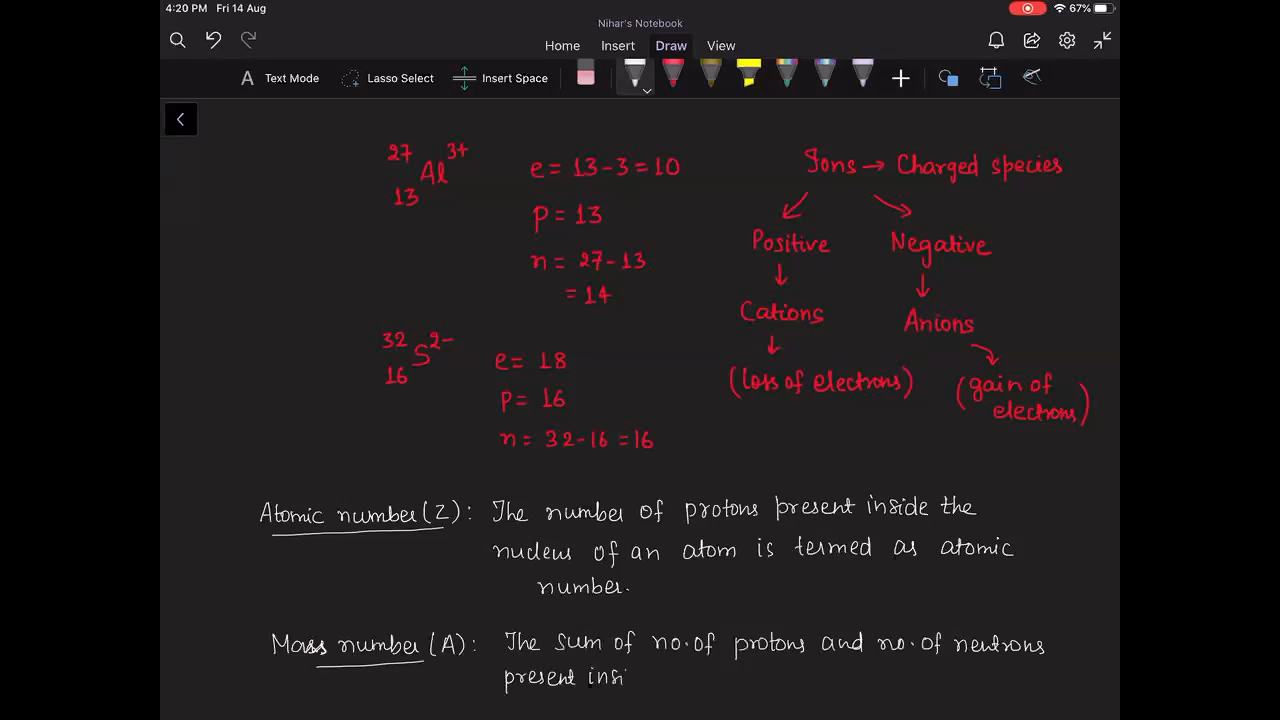 4:20 PM Fri 14 Aug
67%
Nihar's Notebook
Home Insert Draw View
Text Mode Lasso Select Insert Space
27 Al 3+
13
e = 13-3 = 10
p = 13
n = 27-13
= 14
32 S 2-
16
e = 18
p = 16
n = 32-16 = 16
Ions → Charged species
Positive Negative
Cations Anions
(loss of electrons)
(gain of
electrons)
Atomic number (Z) : The number of protons present inside the
nucleus of an atom is termed as atomic
number.
Mass number (A) : The sum of no. of protons and no. of neutrons
present insi